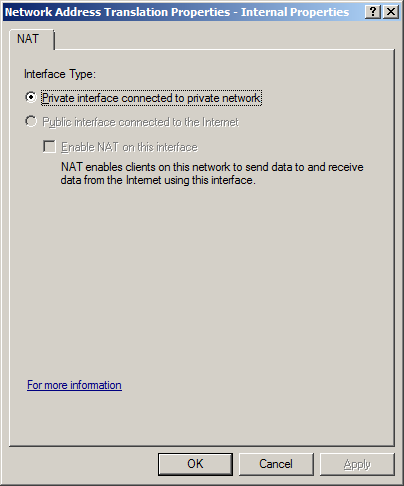 Network Address Translation Properties - Internal Properties
NAT
Interface Type:
Private interface connected to private network
Public interface connected to the Internet
Enable NAT on this interface
NAT enables clients on this network to send data to and receive
data from the Internet using this interface.
For more information
OK Cancel Apply